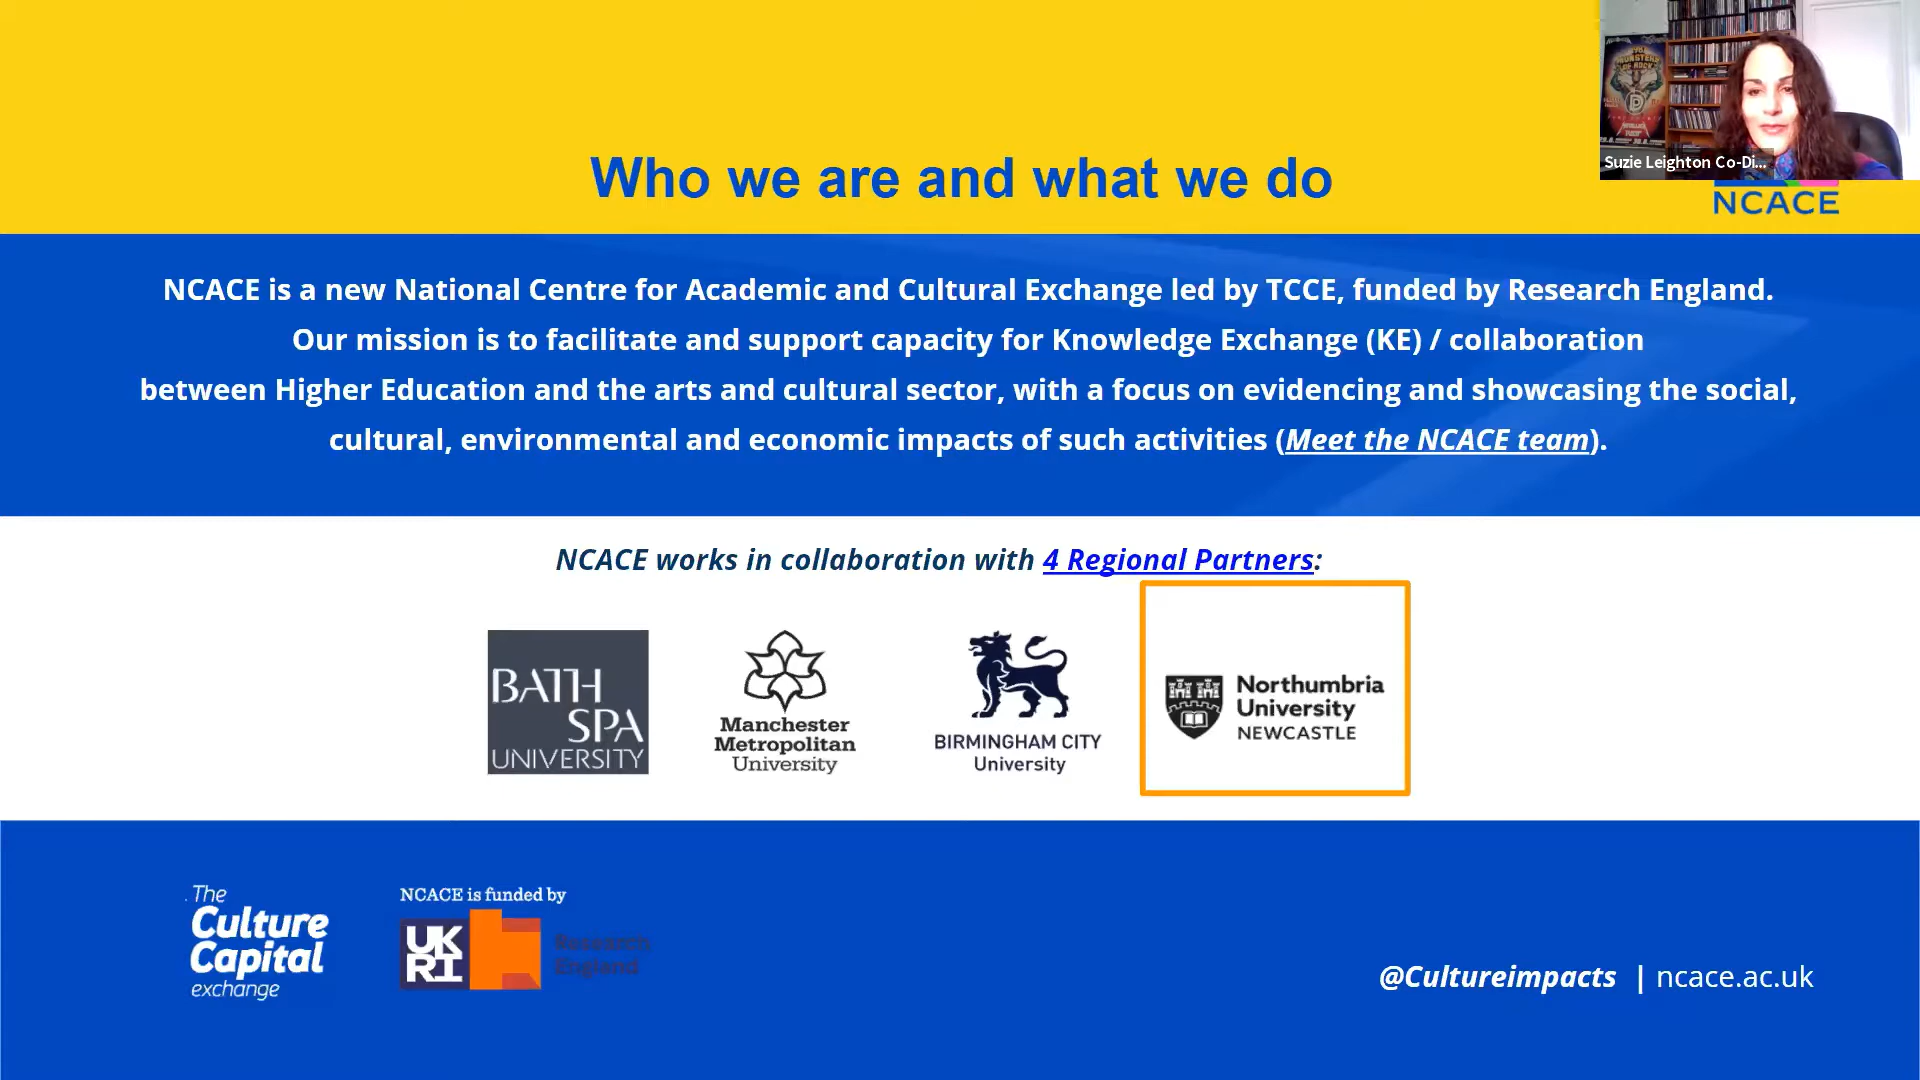 Who we are and what we do
MONSTERS
OF ROCK
Suzie Leighton Co-Di...
NCACE
NCACE is a new National Centre for Academic and Cultural Exchange led by TCCE, funded by Research England.
Our mission is to facilitate and support capacity for Knowledge Exchange (KE) / collaboration
between Higher Education and the arts and cultural sector, with a focus on evidencing and showcasing the social,
cultural, environmental and economic impacts of such activities (Meet the NCACE team).
NCACE works in collaboration with 4 Regional Partners:
BATH
SPA
UNIVERSITY
Manchester
Metropolitan
University
BIRMINGHAM CITY
University
Northumbria
University
NEWCASTLE
The
Culture
Capital
exchange
NCACE is funded by
UK
RI
Research
England
@Cultureimpacts | ncace.ac.uk